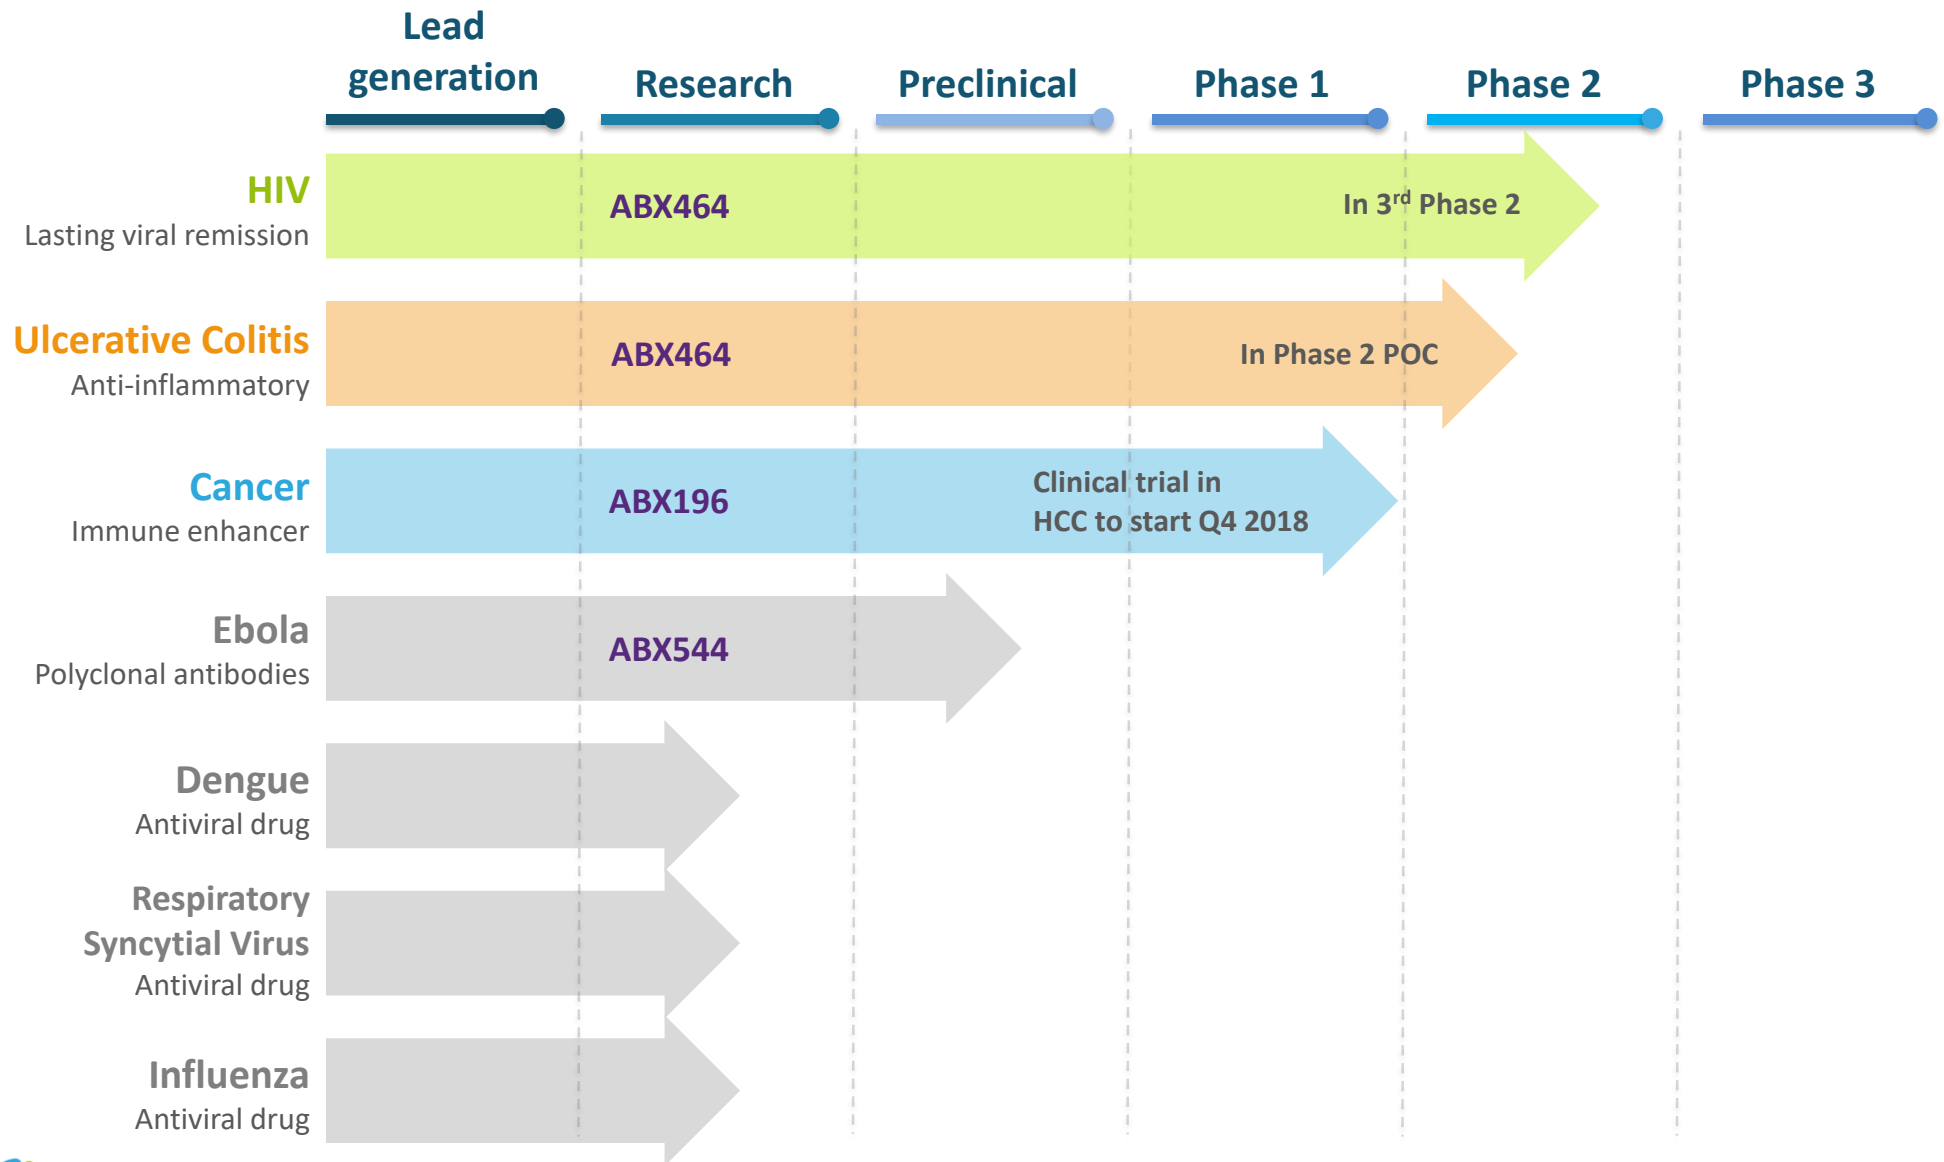 Lead
generation
Research
Preclinical
Phase 1
Phase 2
Phase 3
HIV
Lasting viral remission
ABX464
In 3rd Phase 2
Ulcerative Colitis
Anti-inflammatory
ABX464
In Phase 2 POC
Cancer
Immune enhancer
ABX196
Clinical trial in
HCC to start Q4 2018
Ebola
Polyclonal antibodies
ABX544
Dengue
Antiviral drug
Respiratory
Syncytial Virus
Antiviral drug
Influenza
Antiviral drug